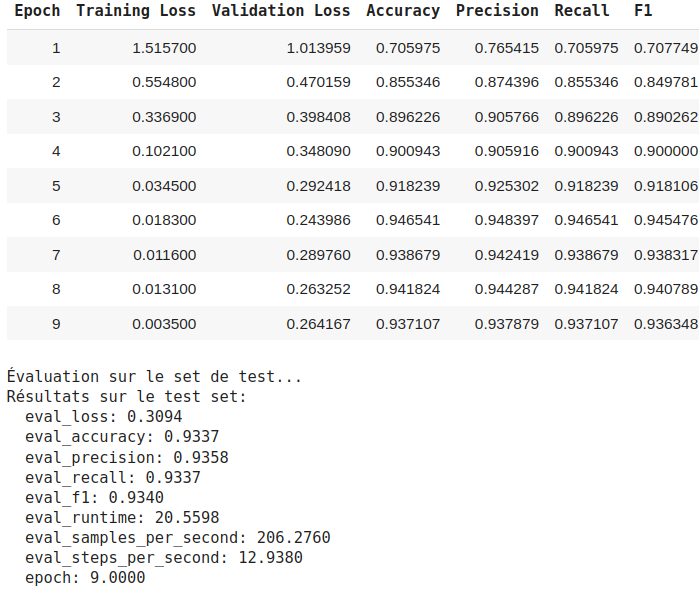 Epoch Training Loss Validation Loss Accuracy Precision Recall F1
1 1.515700 1.013959 0.705975 0.765415 0.705975 0.707749
2 0.554800 0.470159 0.855346 0.874396 0.855346 0.849781
3 0.336900 0.398408 0.896226 0.905766 0.896226 0.890262
4 0.102100 0.348090 0.900943 0.905916 0.900943 0.900000
5 0.034500 0.292418 0.918239 0.925302 0.918239 0.918106
6 0.018300 0.243986 0.946541 0.948397 0.946541 0.945476
7 0.011600 0.289760 0.938679 0.942419 0.938679 0.938317
8 0.013100 0.263252 0.941824 0.944287 0.941824 0.940789
9 0.003500 0.264167 0.937107 0.937879 0.937107 0.936348
Évaluation sur le set de test...
Résultats sur le test set:
eval_loss: 0.3094
eval_accuracy: 0.9337
eval_precision: 0.9358
eval_recall: 0.9337
eval_f1: 0.9340
eval_runtime: 20.5598
eval_samples_per_second: 206.2760
eval_steps_per_second: 12.9380
epoch: 9.0000